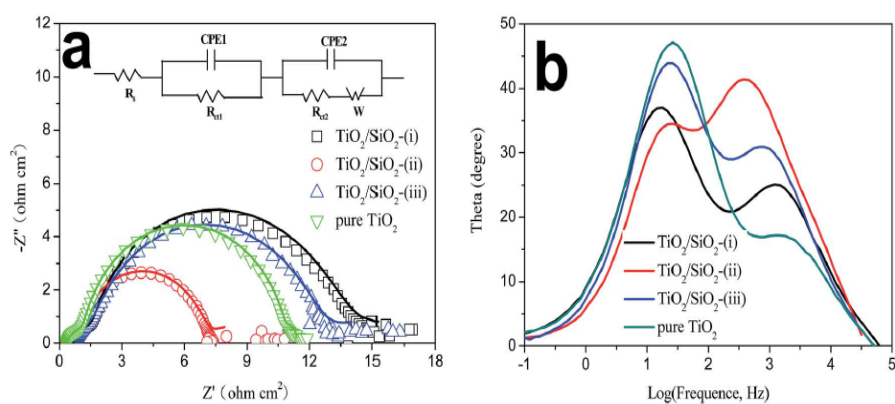 a
CPE1
CPE2
Rs
Rct1
Rct2
W
TiO2/SiO2-(i)
TiO2/SiO2-(ii)
TiO2/SiO2-(iii)
pure TiO2
12
10
8
6
4
2
0
-Z'' ( ohm cm²)
0 3 6 9 12 15 18
Z' ( ohm cm²)
b
50
40
30
20
10
0
Theta (degree)
TiO2/SiO2-(i)
TiO2/SiO2-(ii)
TiO2/SiO2-(iii)
pure TiO2
-1 0 1 2 3 4 5
Log(Frequence, Hz)